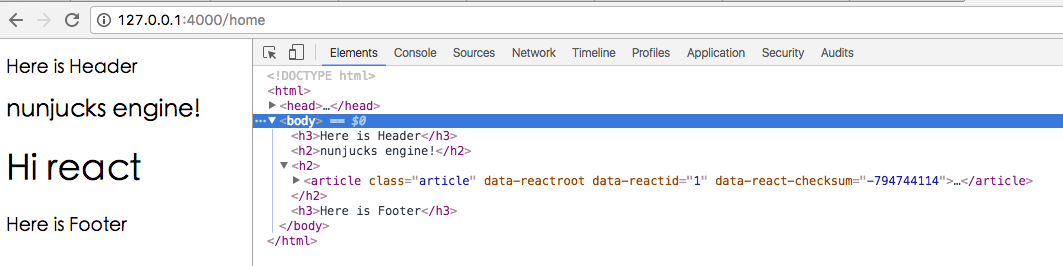 127.0.0.1:4000/home
Here is Header
nunjucks engine!
Hi react
Here is Footer
Elements Console Sources Network Timeline Profiles Application Security Audits
<!DOCTYPE html>
<html>
<head>…</head>
<body> == $0
<h3>Here is Header</h3>
<h2>nunjucks engine!</h2>
<h2>
<article class="article" data-reactroot data-reactid="1" data-react-checksum="-794744114">…</article>
</h2>
<h3>Here is Footer</h3>
</body>
</html>